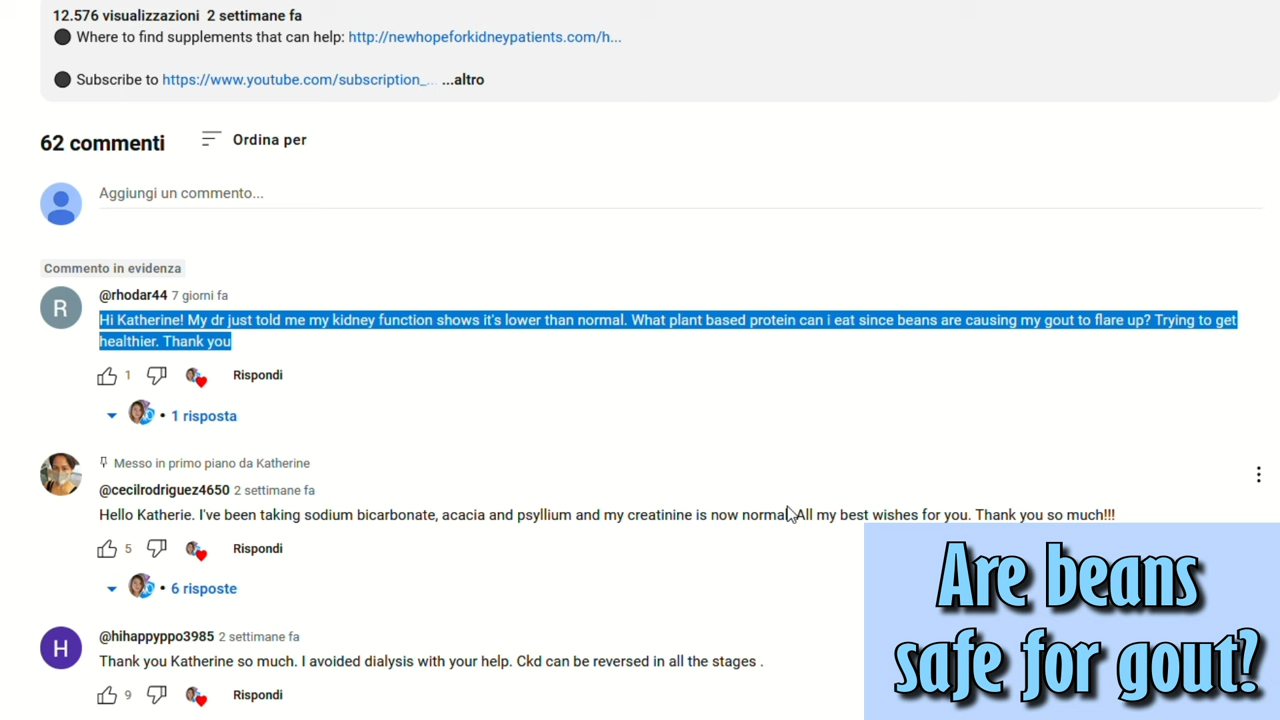 12.576 visualizzazioni 2 settimane fa
Where to find supplements that can help: http://newhopeforkidneypatients.com/h...
Subscribe to https://www.youtube.com/subscription_... ...altro
62 commenti Ordina per
Aggiungi un commento...
Commento in evidenza
R
@rhodar44 7 giorni fa
Hi Katherine! My dr just told me my kidney function shows it's lower than normal. What plant based protein can i eat since beans are causing my gout to flare up? Trying to get
healthier. Thank you
1 Rispondi
• 1 risposta
Messo in primo piano da Katherine
@cecilrodriguez4650 2 settimane fa
Hello Katherie. I've been taking sodium bicarbonate, acacia and psyllium and my creatinine is now normal. All my best wishes for you. Thank you so much!!!
5 Rispondi
• 6 risposte
H
@hihappyppo3985 2 settimane fa
Thank you Katherine so much. I avoided dialysis with your help. Ckd can be reversed in all the stages .
9 Rispondi
Are beans
safe for gout?